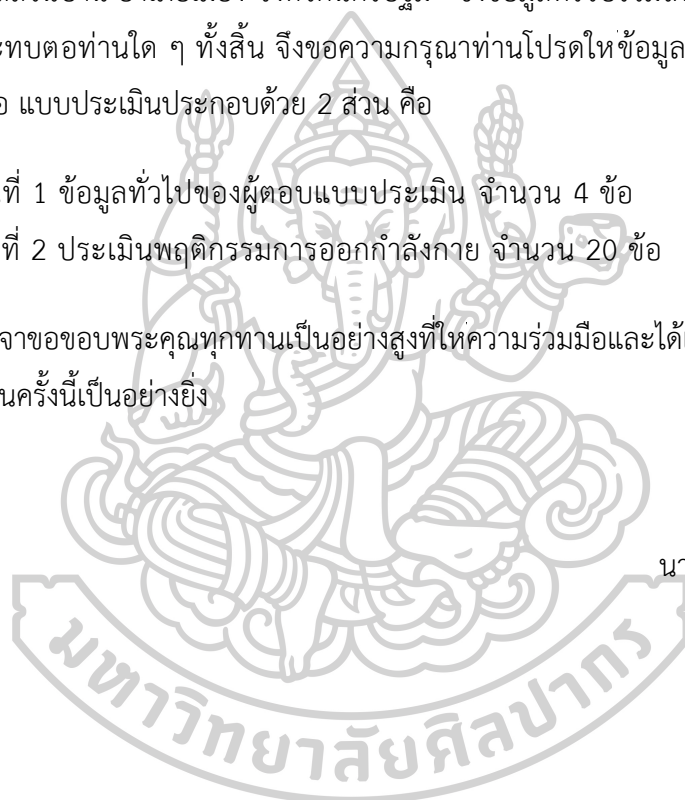 ะทบตอท่านใด ๆ ทั้งสิ้น จึงขอความกรุณาท่านโปรดให้ข้อมูล
อ แบบประเมินประกอบด้วย 2 ส่วน คือ
ที่ 1 ข้อมูลทั่วไปของผู้ตอบแบบประเมิน จำนวน 4 ข้อ
ที่ 2 ประเมินพฤติกรรมการออกกำลังกาย จำนวน 20 ข้อ
จาขอขอบพระคุณทุกทานเป็นอย่างสูงที่ให้ความร่วมมือและได้
นครั้งนี้เป็นอย่างยิ่ง
นา
มหาวิทยาลัยศิลปากร